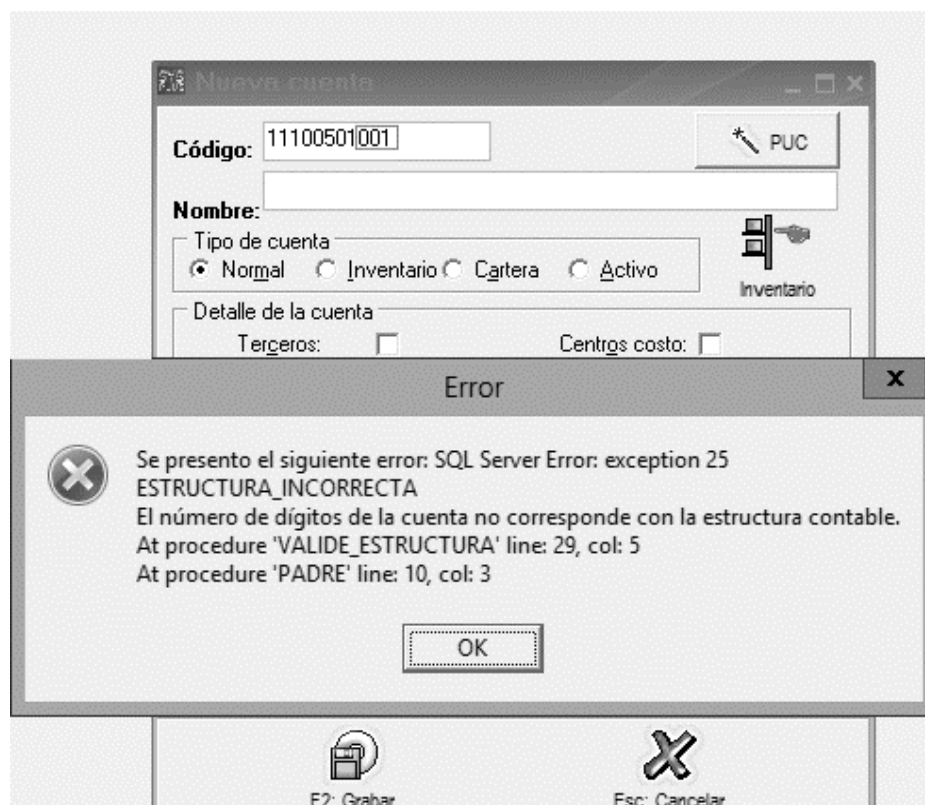 Nueva cuenta
Código: 11100501001 PUC
Nombre:
Tipo de cuenta
Normal Inventario Cartera Activo
Inventario
Detalle de la cuenta
Terceros: Centros costo:
Error
x
Se presento el siguiente error: SQL Server Error: exception 25
ESTRUCTURA_INCORRECTA
El número de dígitos de la cuenta no corresponde con la estructura contable.
At procedure 'VALIDE_ESTRUCTURA' line: 29, col: 5
At procedure 'PADRE' line: 10, col: 3
OK
F2: Grabar Esc: Cancelar